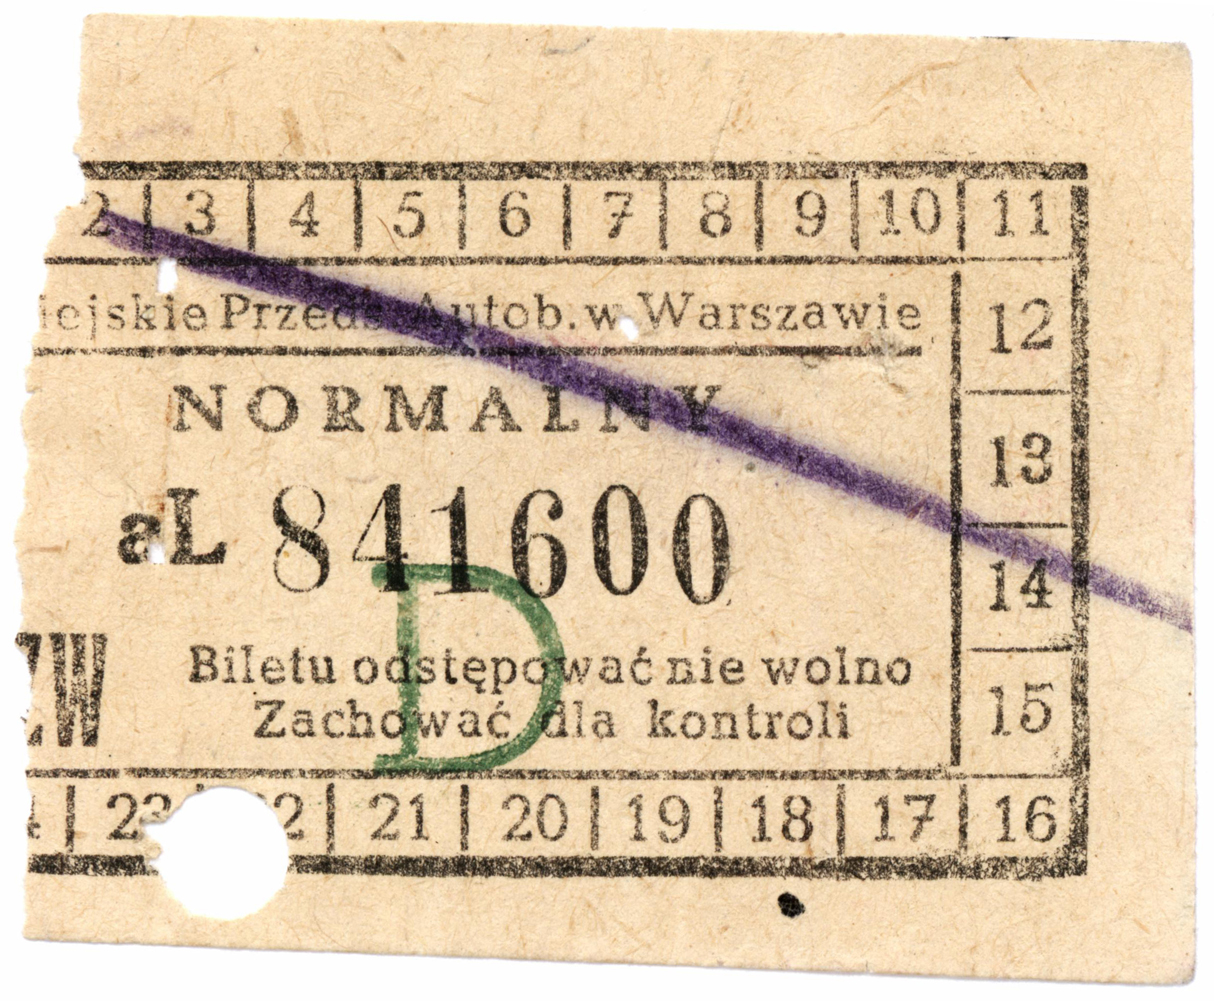 2 3 4 5 6 7 8 9 10 11
iejskie Przeds Autob. w Warszawie
12
NORMALNY
13
aL 841600
14
D
ZW
Biletu odstępować nie wolno
Zachować dla kontroli
15
23 22 21 20 19 18 17 16